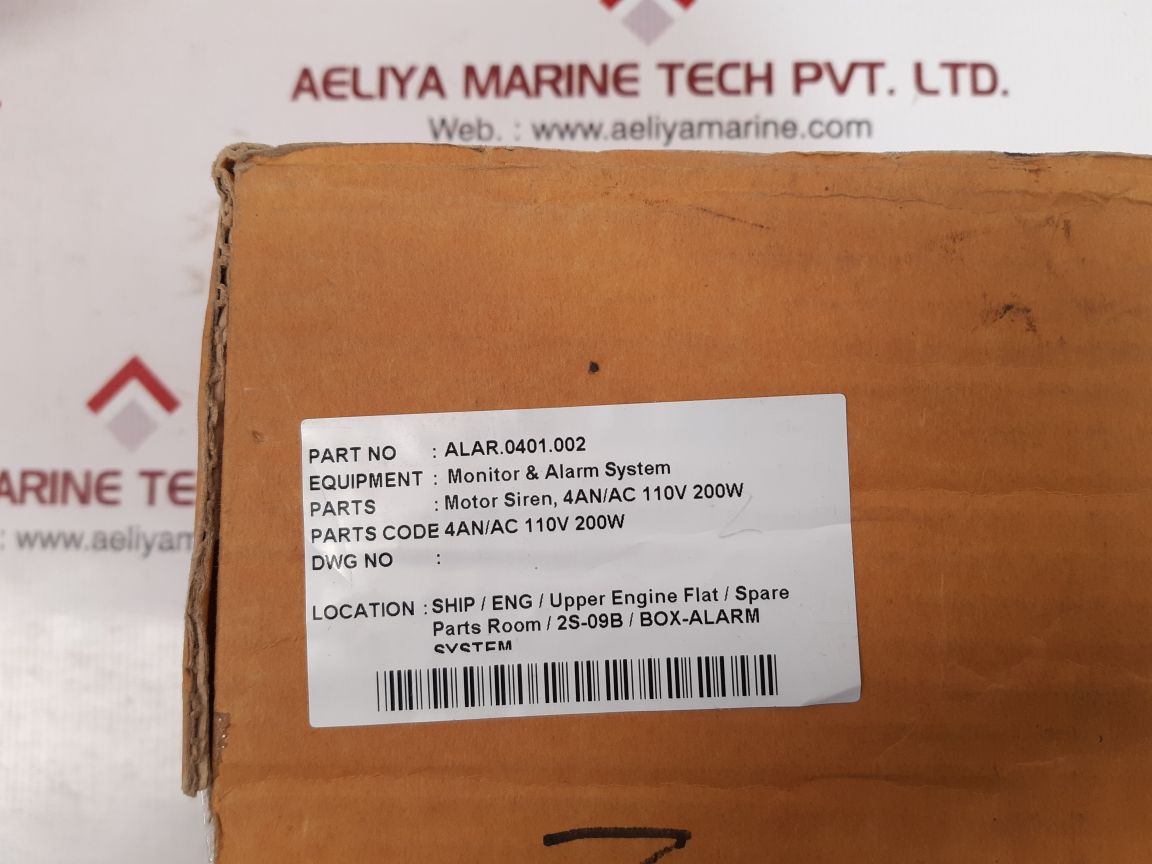 AELIYA MARINE TECH PVT. LTD.
Web. : www.aeliyamarine.com
ARINE TE
: www.aeliyam
PART NO : ALAR.0401.002
EQUIPMENT : Monitor & Alarm System
PARTS : Motor Siren, 4AN/AC 110V 200W
PARTS CODE 4AN/AC 110V 200W
DWG NO :
LOCATION : SHIP / ENG / Upper Engine Flat / Spare
Parts Room / 2S-09B / BOX-ALARM
SYSTEM